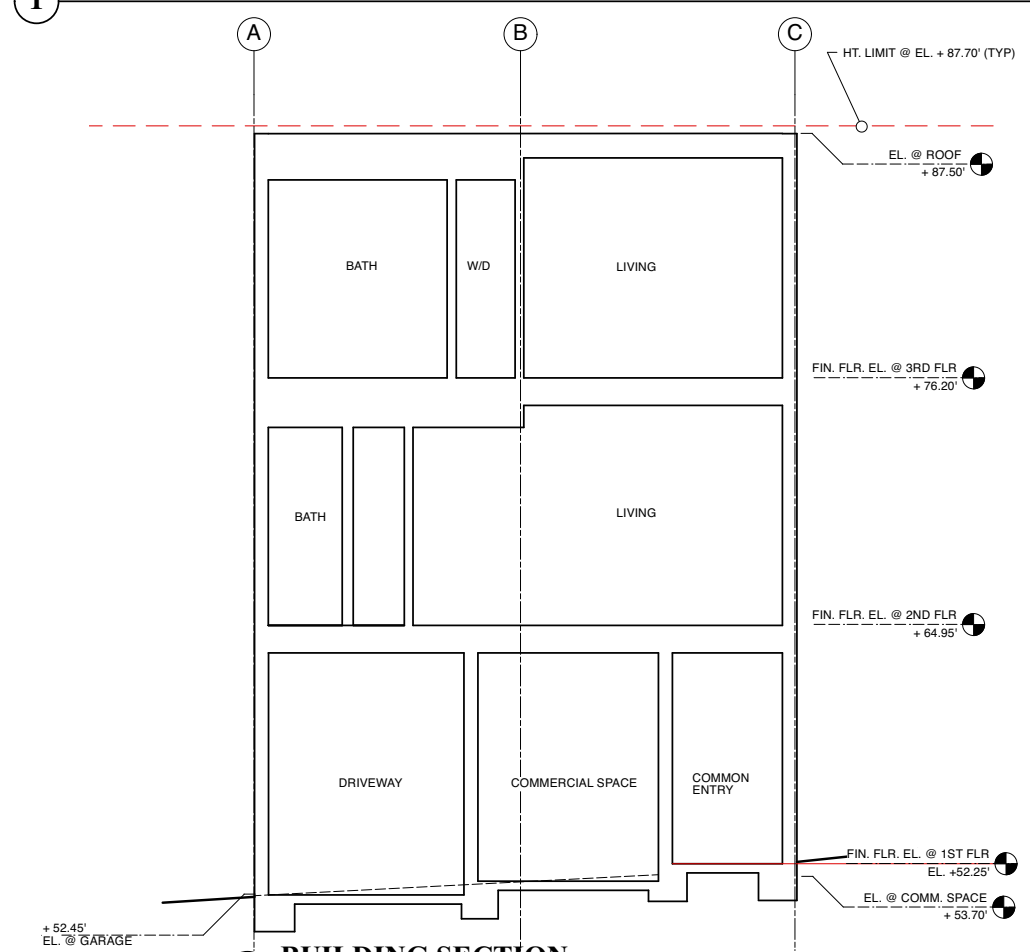 1
A
B
C
HT. LIMIT @ EL. + 87.70' (TYP)
EL. @ ROOF
+ 87.50'
BATH
W/D
LIVING
FIN. FLR. EL. @ 3RD FLR
+ 76.20'
BATH
LIVING
FIN. FLR. EL. @ 2ND FLR
+ 64.95'
DRIVEWAY
COMMERCIAL SPACE
COMMON
ENTRY
FIN. FLR. EL. @ 1ST FLR
EL. +52.25'
EL. @ COMM. SPACE
+ 53.70'
+ 52.45'
EL. @ GARAGE
BUILDING SECTION